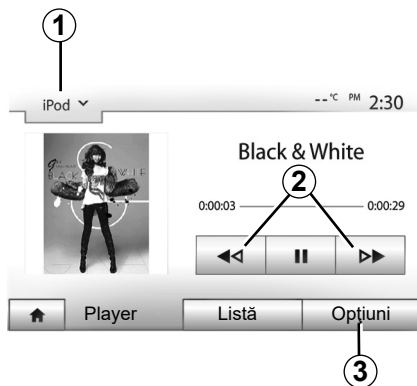 1
iPod
--°C PM 2:30
Black & White
2
0:00:03 0:00:29
Player Listă Opțiuni
3